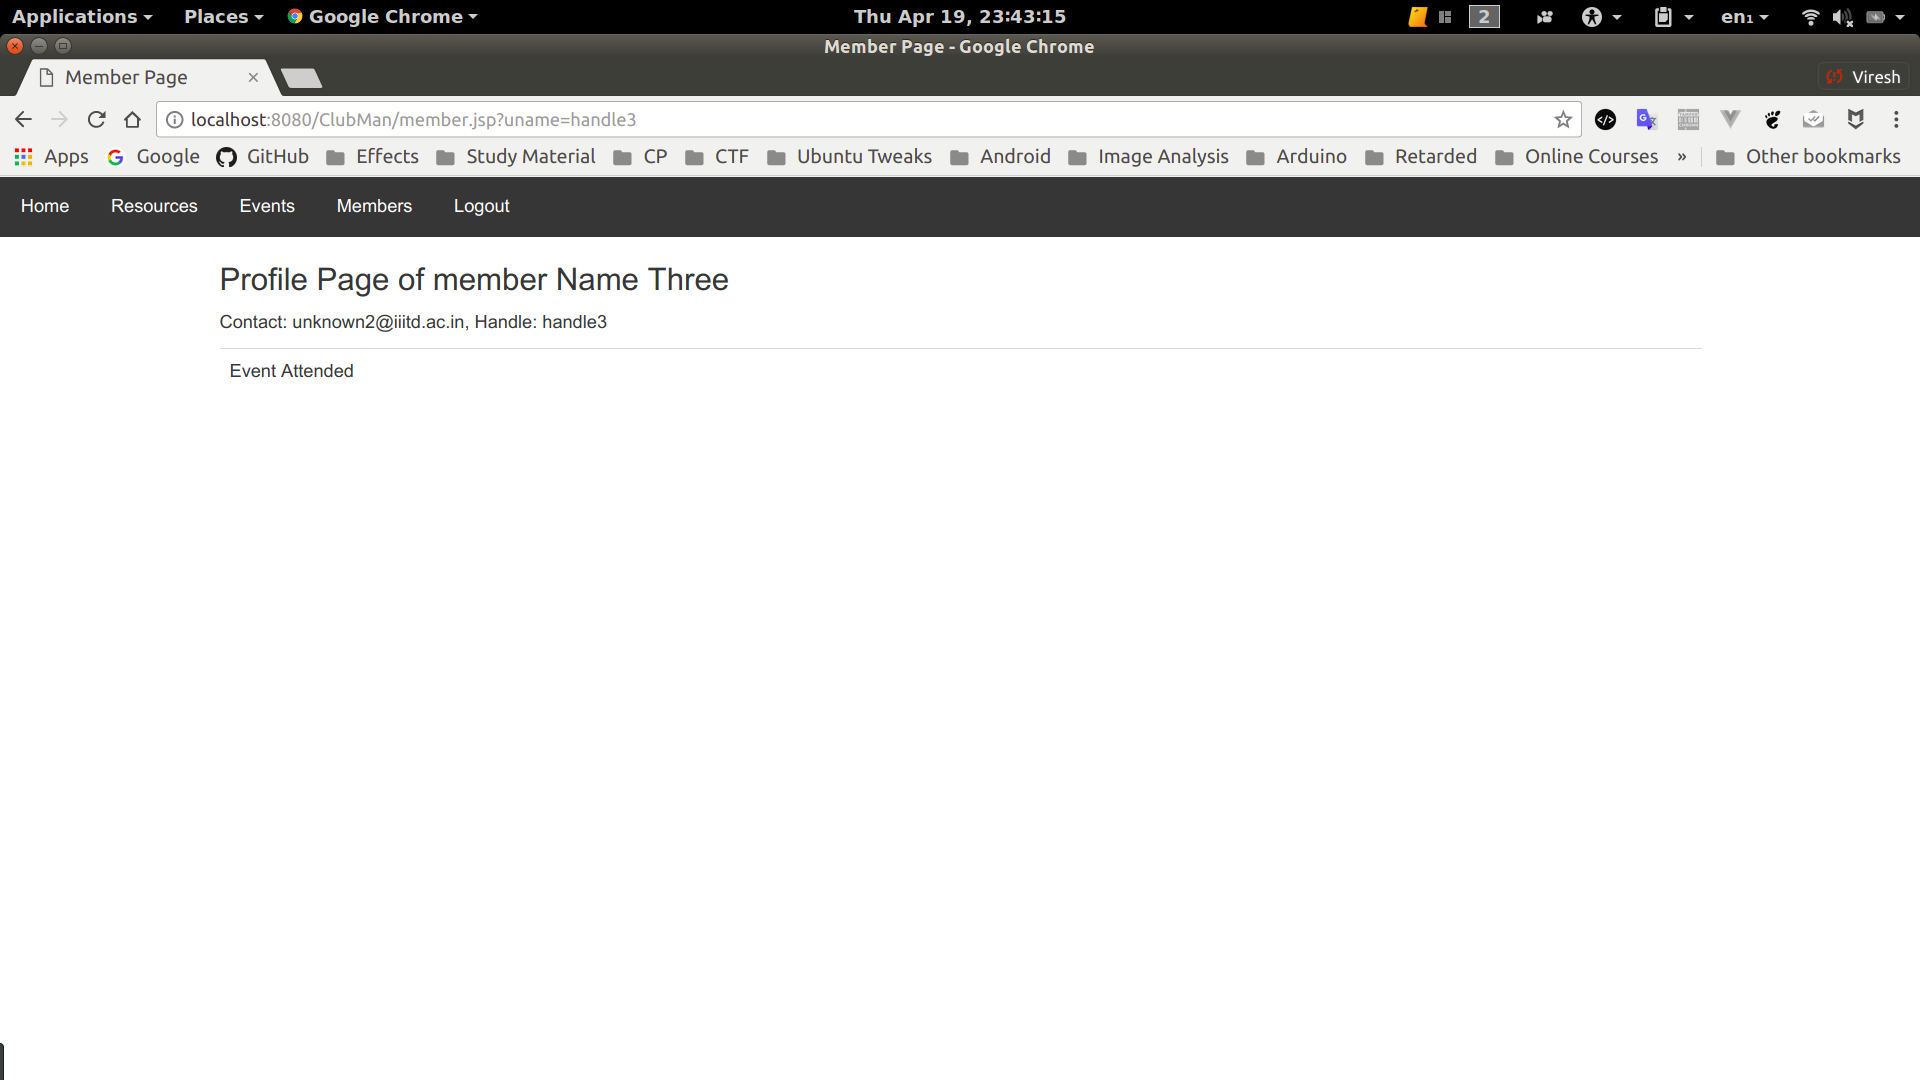 Applications Places Google Chrome Thu Apr 19, 23:43:15 2 en₁
Member Page - Google Chrome
Member Page Viresh
localhost:8080/ClubMan/member.jsp?uname=handle3
Apps Google GitHub Effects Study Material CP CTF Ubuntu Tweaks Android Image Analysis Arduino Retarded Online Courses » Other bookmarks
Home Resources Events Members Logout
Profile Page of member Name Three
Contact: unknown2@iiitd.ac.in, Handle: handle3
Event Attended